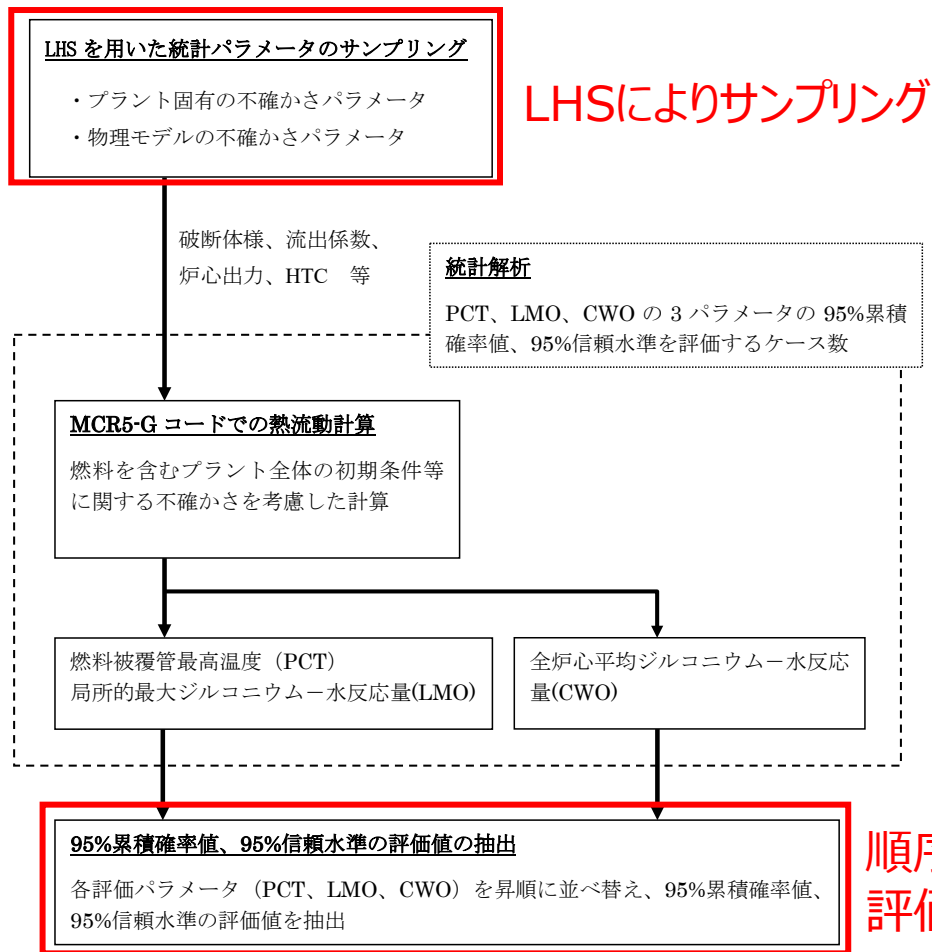 LHS を用いた統計パラメータのサンプリング
・プラント固有の不確かさパラメータ
・物理モデルの不確かさパラメータ
LHSによりサンプリング
破断体様、流出係数、
炉心出力、HTC 等
統計解析
PCT、LMO、CWO の 3 パラメータの 95%累積
確率値、95%信頼水準を評価するケース数
MCR5-G コードでの熱流動計算
燃料を含むプラント全体の初期条件等
に関する不確かさを考慮した計算
燃料被覆管最高温度（PCT）
局所的最大ジルコニウム－水反応量(LMO)
全炉心平均ジルコニウム－水反応
量(CWO)
95%累積確率値、95%信頼水準の評価値の抽出
各評価パラメータ（PCT、LMO、CWO）を昇順に並べ替え、95%累積確率値、
95%信頼水準の評価値を抽出
順序
評価